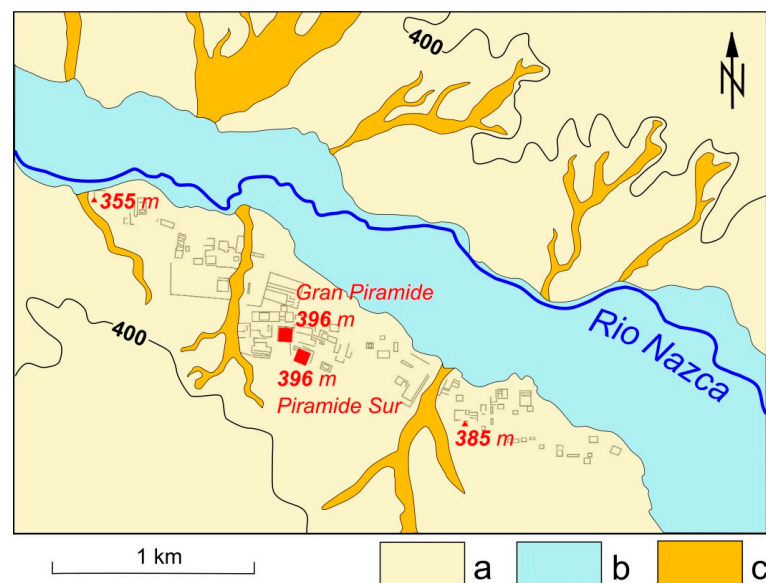 400
N
355 m
Gran Piramide
396 m
400
396 m
Piramide Sur
385 m
Rio Nazca
1 km
a
b
c